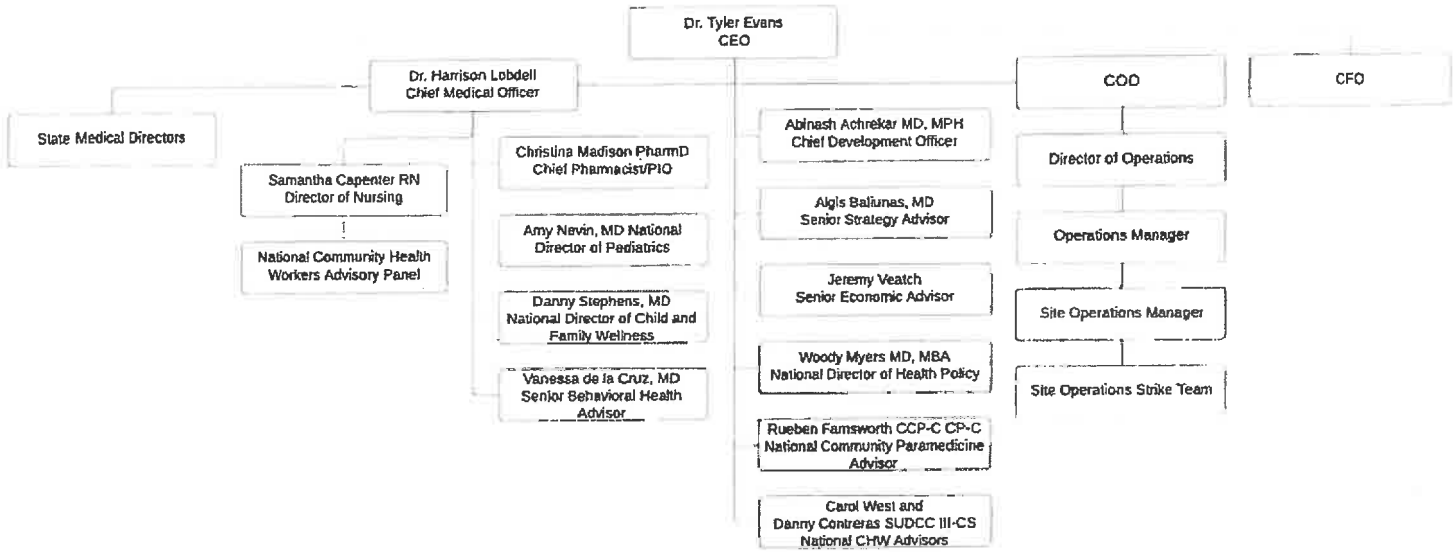 Dr. Tyler Evans
CEO
Dr. Harrison Lobdell
Chief Medical Officer
COO
CFO
State Medical Directors
Samantha Capenter RN
Director of Nursing
National Community Health
Workers Advisory Panel
Christina Madison PharmD
Chief Pharmacist/PIO
Amy Nevin, MD National
Director of Pediatrics
Danny Stephens, MD
National Director of Child and
Family Wellness
Vanessa de la Cruz, MD
Senior Behavioral Health
Advisor
Abinash Achrekar MD, MPH
Chief Development Officer
Algis Baliunas, MD
Senior Strategy Advisor
Jeremy Veatch
Senior Economic Advisor
Woody Myers MD, MBA
National Director of Health Policy
Rueben Farnsworth CCP-C CP-C
National Community Paramedicine
Advisor
Carol West and
Danny Contreras SUDCC III-CS
National CHW Advisors
Director of Operations
Operations Manager
Site Operations Manager
Site Operations Strike Team